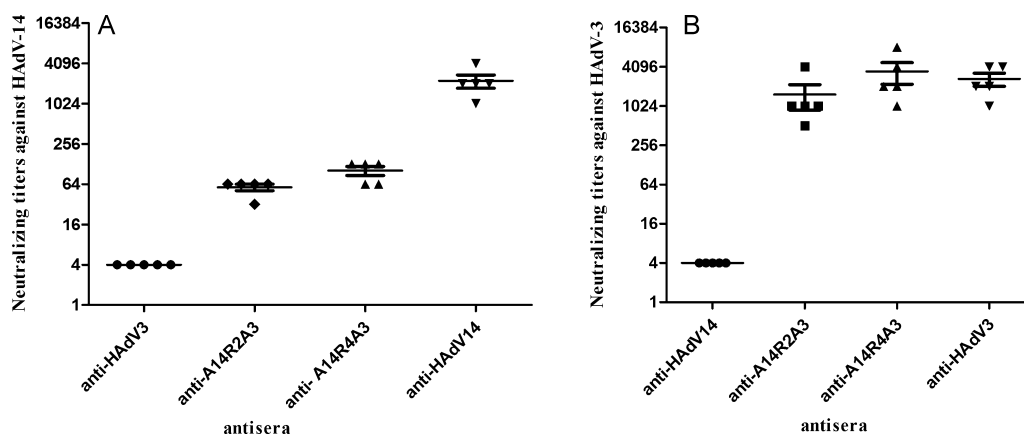 A
Neutralizing titers against HAdV-14
16384
4096
1024
256
64
16
4
1
anti-HAdV3
anti-A14R2A3
anti- A14R4A3
anti-HAdV14
antisera
B
Neutralizing titers against HAdV-3
16384
4096
1024
256
64
16
4
1
anti-HAdV14
anti-A14R2A3
anti-A14R4A3
anti-HAdV3
antisera